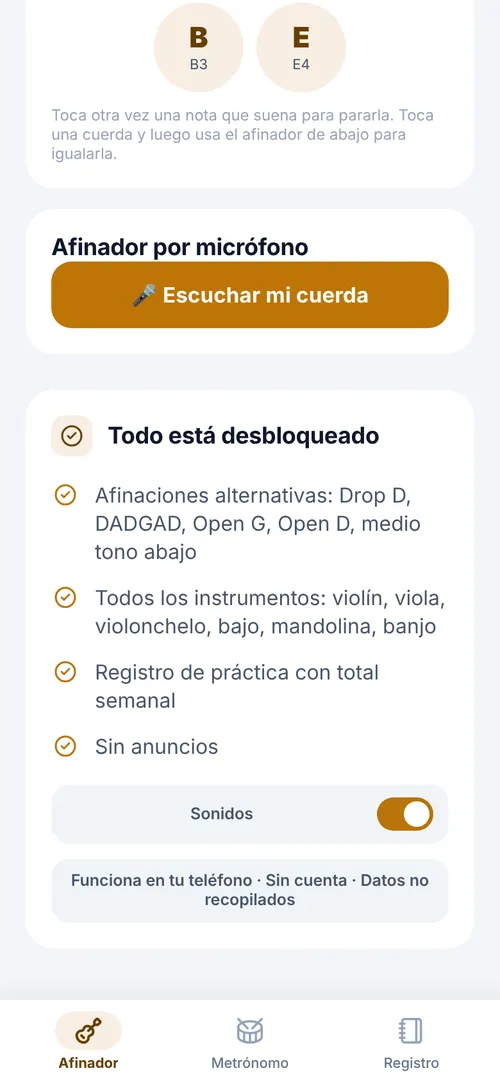 B
B3
E
E4
Toca otra vez una nota que suena para pararla. Toca
una cuerda y luego usa el afinador de abajo para
igualarla.
Afinador por micrófono
🎤 Escuchar mi cuerda
Todo está desbloqueado
Afinaciones alternativas: Drop D,
DADGAD, Open G, Open D, medio
tono abajo
Todos los instrumentos: violín, viola,
violonchelo, bajo, mandolina, banjo
Registro de práctica con total
semanal
Sin anuncios
Sonidos
Funciona en tu teléfono · Sin cuenta · Datos no
recopilados
Afinador
Metrónomo
Registro